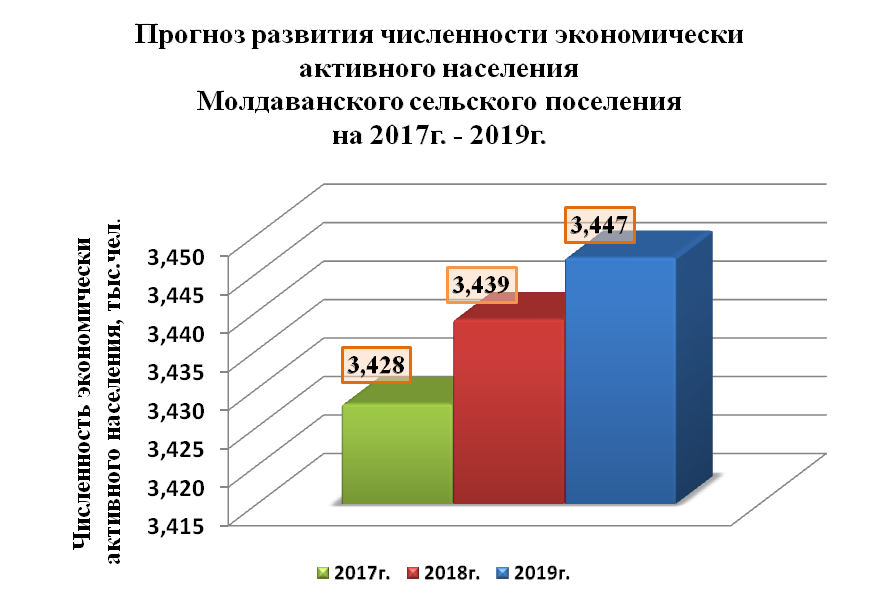 Прогноз развития численности экономически
активного населения
Молдаванского сельского поселения
на 2017г. - 2019г.
Численность экономически
активного населения, тыс.чел.
3,450
3,445
3,440
3,435
3,430
3,425
3,420
3,415
3,428
3,439
3,447
2017г.
2018г.
2019г.